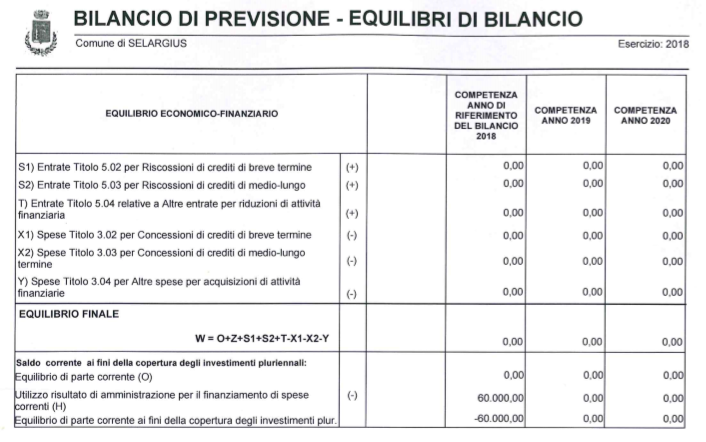 BILANCIO DI PREVISIONE - EQUILIBRI DI BILANCIO
Comune di SELARGIUS Esercizio: 2018
EQUILIBRIO ECONOMICO-FINANZIARIO
COMPETENZA
ANNO DI
RIFERIMENTO
DEL BILANCIO
2018
COMPETENZA
ANNO 2019
COMPETENZA
ANNO 2020
S1) Entrate Titolo 5.02 per Riscossioni di crediti di breve termine (+) 0,00 0,00 0,00
S2) Entrate Titolo 5.03 per Riscossioni di crediti di medio-lungo (+) 0,00 0,00 0,00
T) Entrate Titolo 5.04 relative a Altre entrate per riduzioni di attività
finanziaria (+) 0,00 0,00 0,00
X1) Spese Titolo 3.02 per Concessioni di crediti di breve termine (-) 0,00 0,00 0,00
X2) Spese Titolo 3.03 per Concessioni di crediti di medio-lungo
termine (-) 0,00 0,00 0,00
Y) Spese Titolo 3.04 per Altre spese per acquisizioni di attività
finanziarie (-) 0,00 0,00 0,00
EQUILIBRIO FINALE
W = O+Z+S1+S2+T-X1-X2-Y 0,00 0,00 0,00
Saldo corrente ai fini della copertura degli investimenti pluriennali:
Equilibrio di parte corrente (O) 0,00 0,00 0,00
Utilizzo risultato di amministrazione per il finanziamento di spese
correnti (H) (-) 60.000,00 0,00 0,00
Equilibrio di parte corrente ai fini della copertura degli investimenti plur. -60.000,00 0,00 0,00